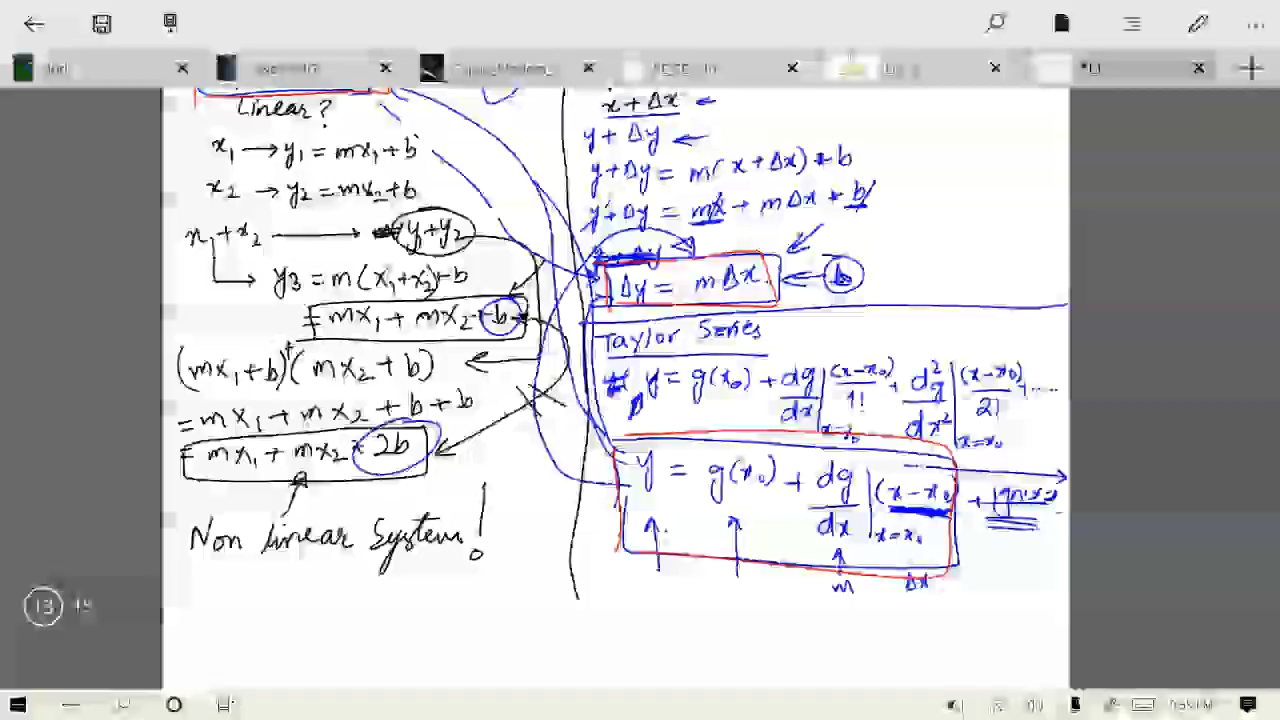 Linear?
x₁ → y₁ = mx₁ + b
x₂ → y₂ = mx₂ + b
x₁ + x₂ → y+y₂
y₃ = m(x₁+x₂)+b
= mx₁ + mx₂ + b
(mx₁+b)+(mx₂+b)
= mx₁ + mx₂ + b + b
= mx₁ + mx₂ + 2b
Non linear System!
x + Δx ←
y + Δy ←
y + Δy = m(x + Δx) + b
y + Δy = mx + mΔx + b
Δy = mΔx ← b
Taylor Series
y = g(x₀) + dg/dx|x=x₀ (x-x₀)/1! + d²g/dx²|x=x₀ (x-x₀)/2! + ....
y = g(x₀) + dg/dx|x=x₀ (x-x₀) +
m Δx
13